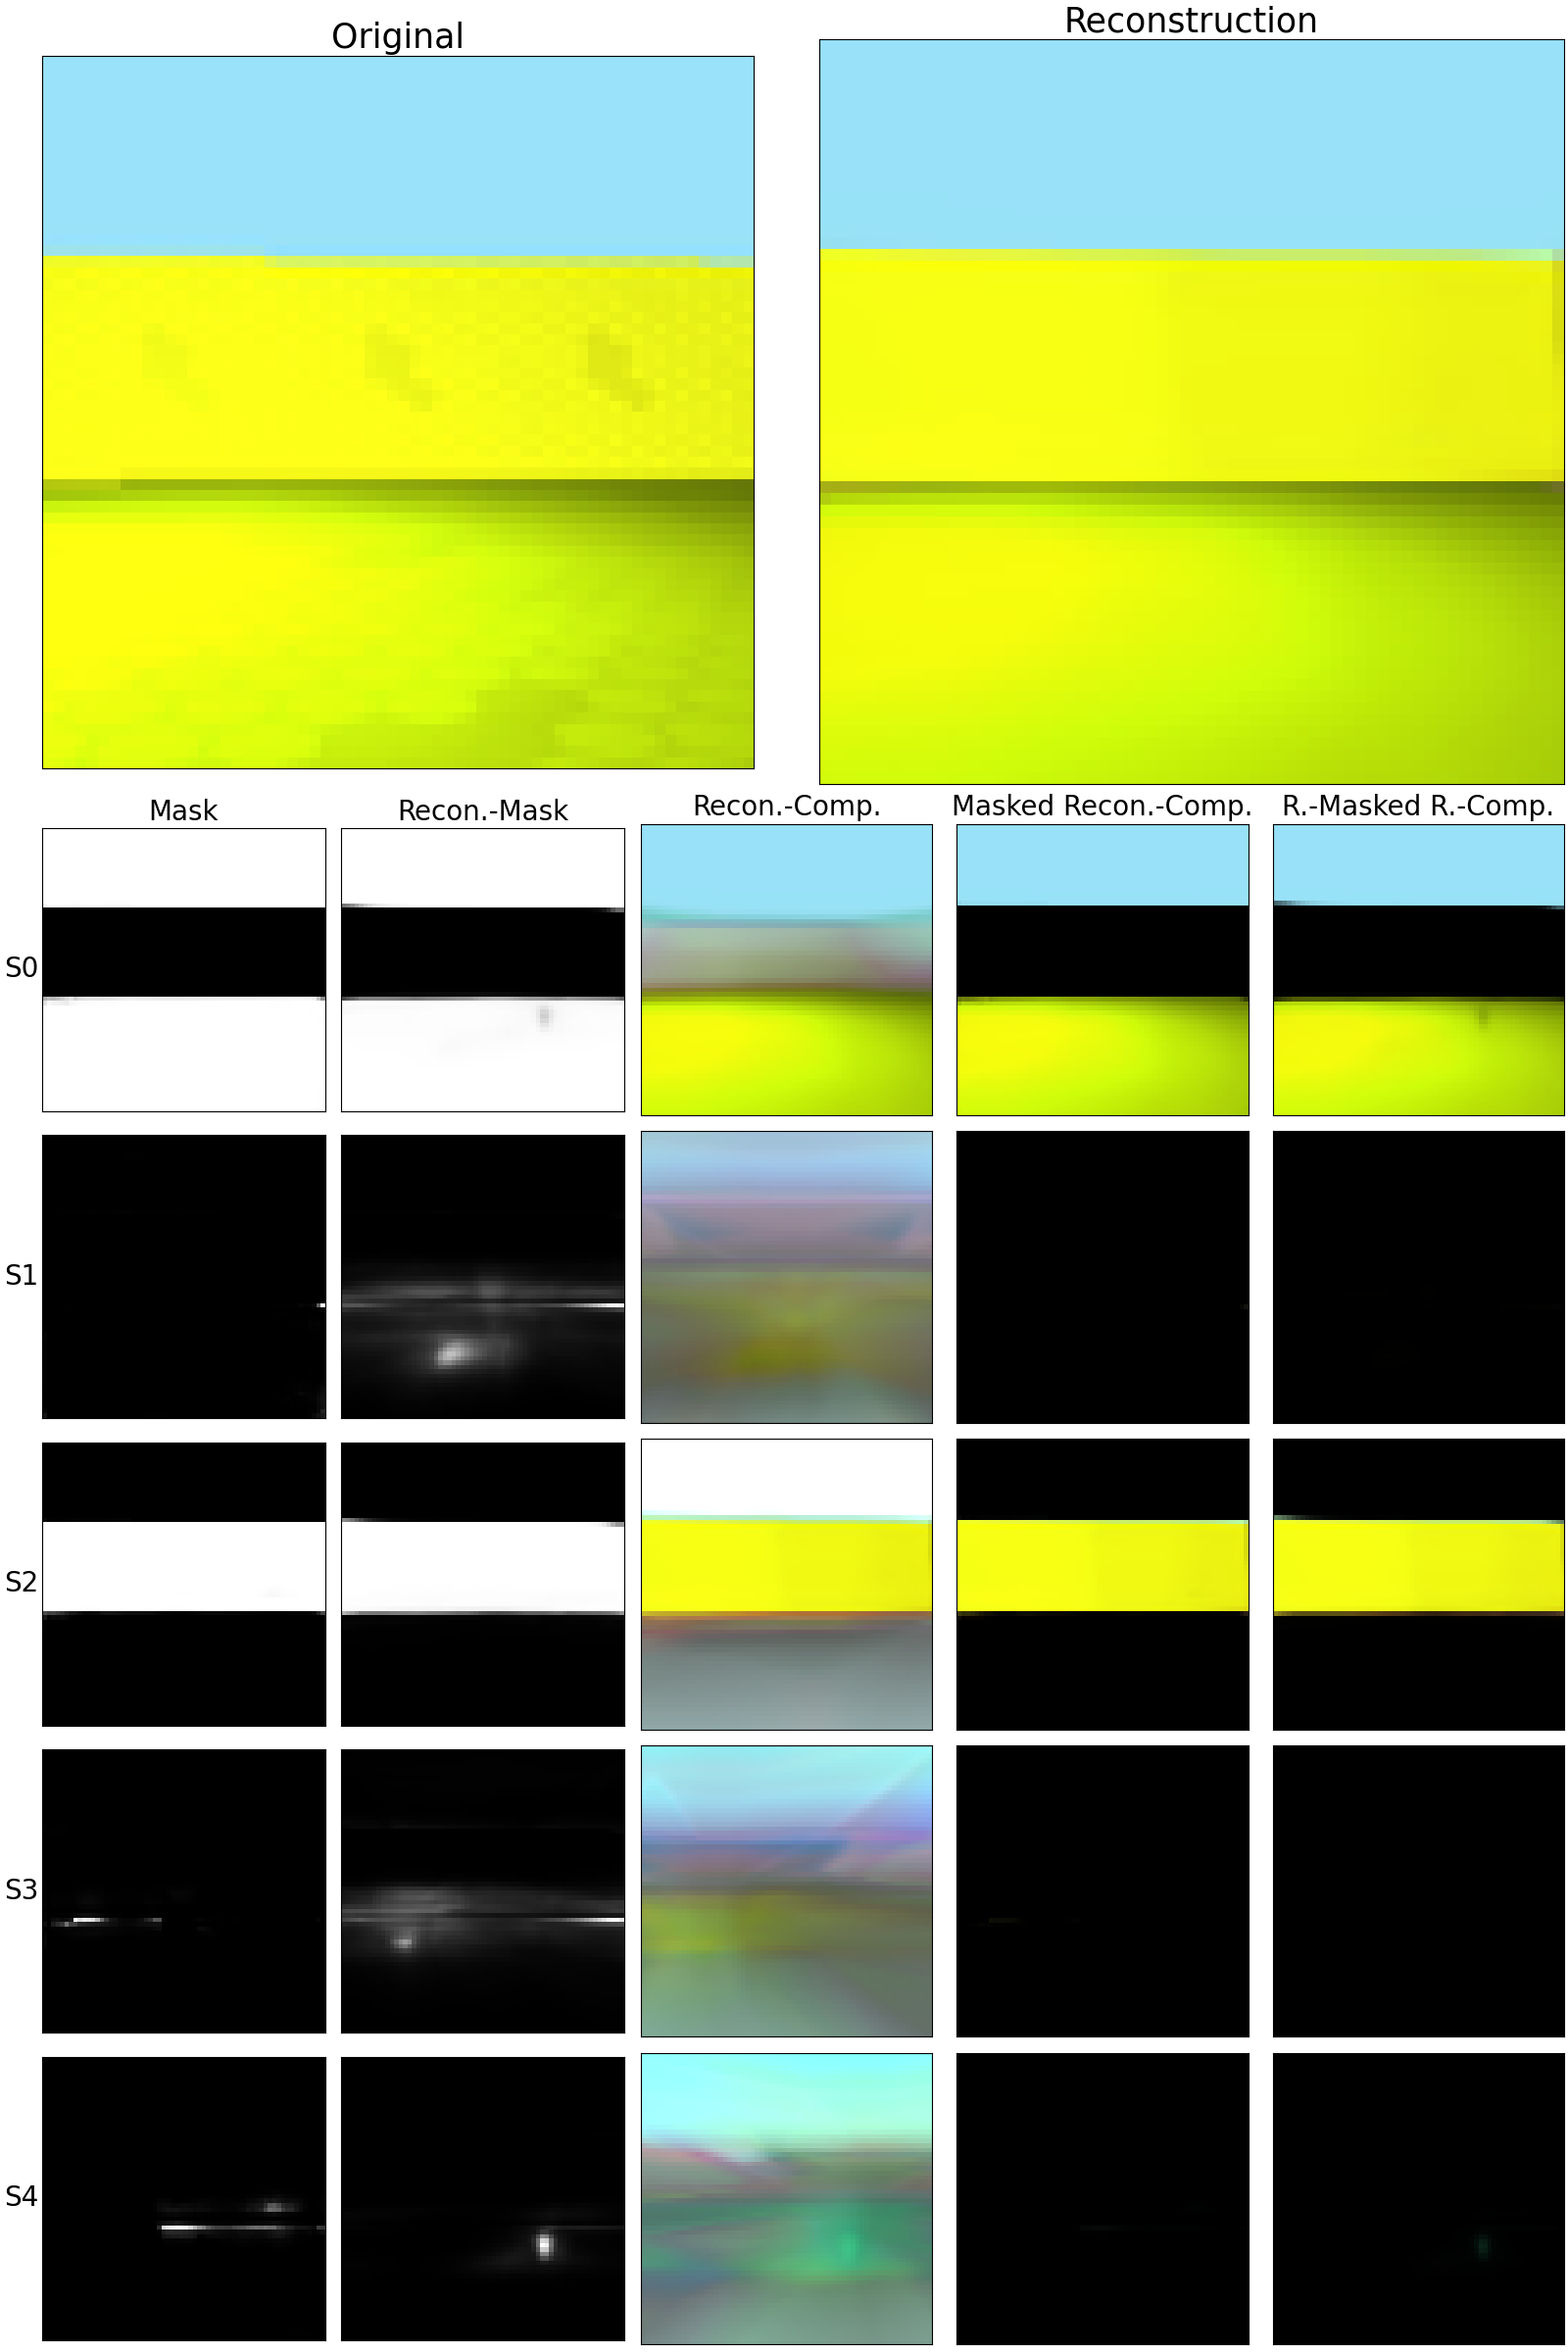 Original
Reconstruction
Mask
Recon.-Mask
Recon.-Comp.
Masked Recon.-Comp.
R.-Masked R.-Comp.
S0
S1
S2
S3
S4